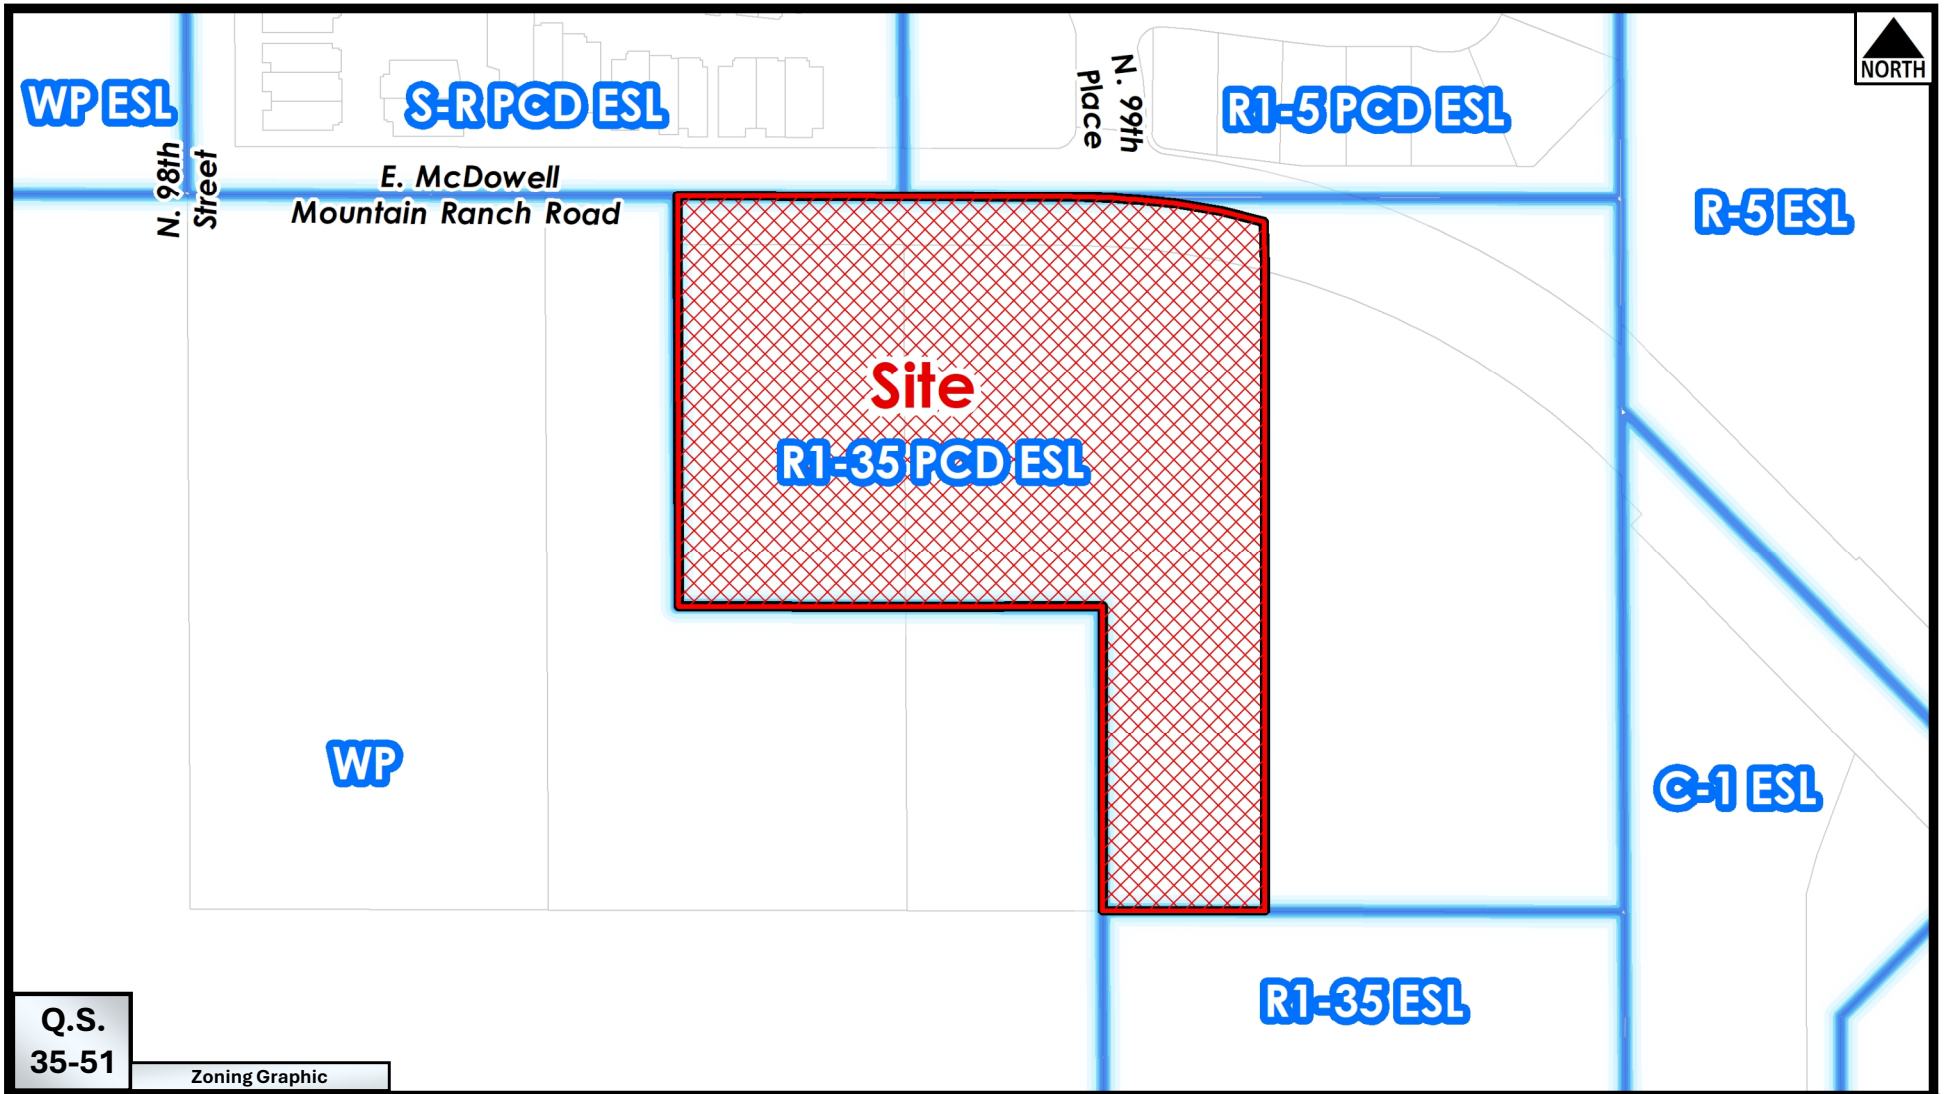 NORTH
WP ESL
S-R PCD ESL
N. 99th
Place
R1-5 PCD ESL
N. 98th
Street
E. McDowell
Mountain Ranch Road
R-5 ESL
Site
R1-35 PCD ESL
WP
C-1 ESL
R1-35 ESL
Q.S.
35-51
Zoning Graphic